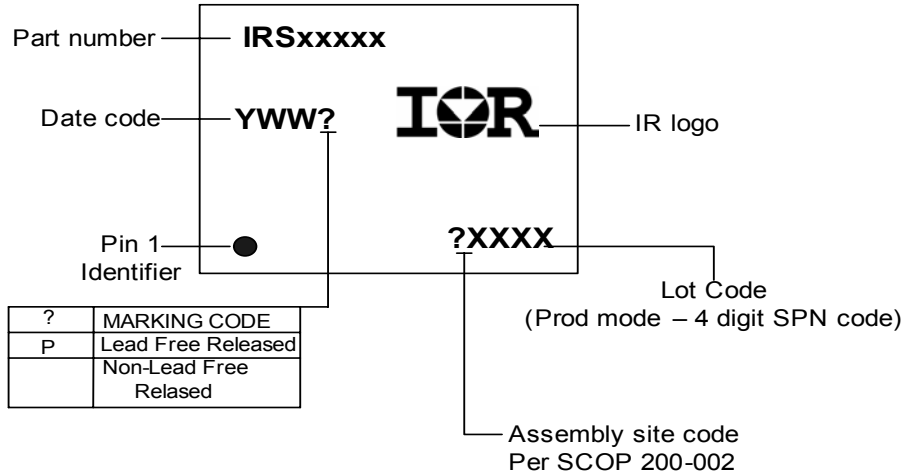 Part number
IRSxxxxx
Date code
YWW?
IOR
IR logo
Pin 1
Identifier
?XXXX
Lot Code
(Prod mode – 4 digit SPN code)
? MARKING CODE
P Lead Free Released
Non-Lead Free
Relased
Assembly site code
Per SCOP 200-002